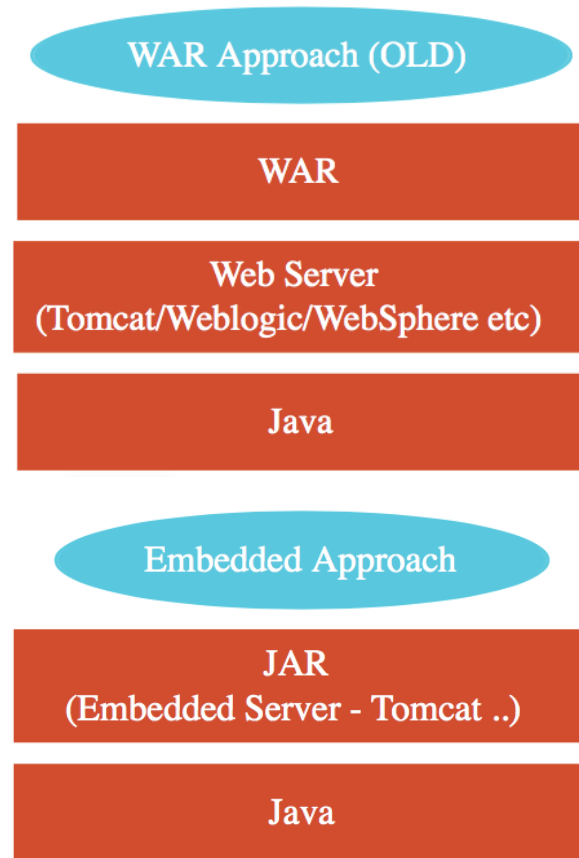 WAR Approach (OLD)
WAR
Web Server
(Tomcat/Weblogic/WebSphere etc)
Java
Embedded Approach
JAR
(Embedded Server - Tomcat ..)
Java